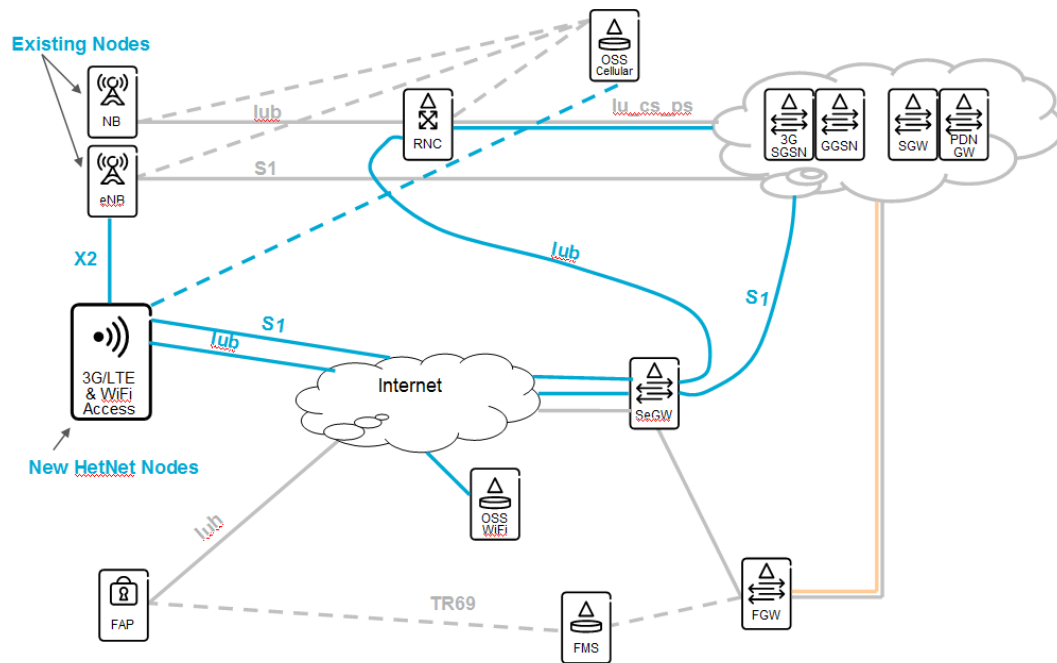 Existing Nodes
OSS
Cellular
NB
Iub
RNC
Iu_cs_ps
3G
SGSN
GGSN
SGW
PDN
GW
eNB
S1
X2
Iub
S1
S1
Iub
3G/LTE
& WiFi
Access
Internet
SeGW
New HetNet Nodes
OSS
WiFi
Iuh
FAP
TR69
FMS
FGW